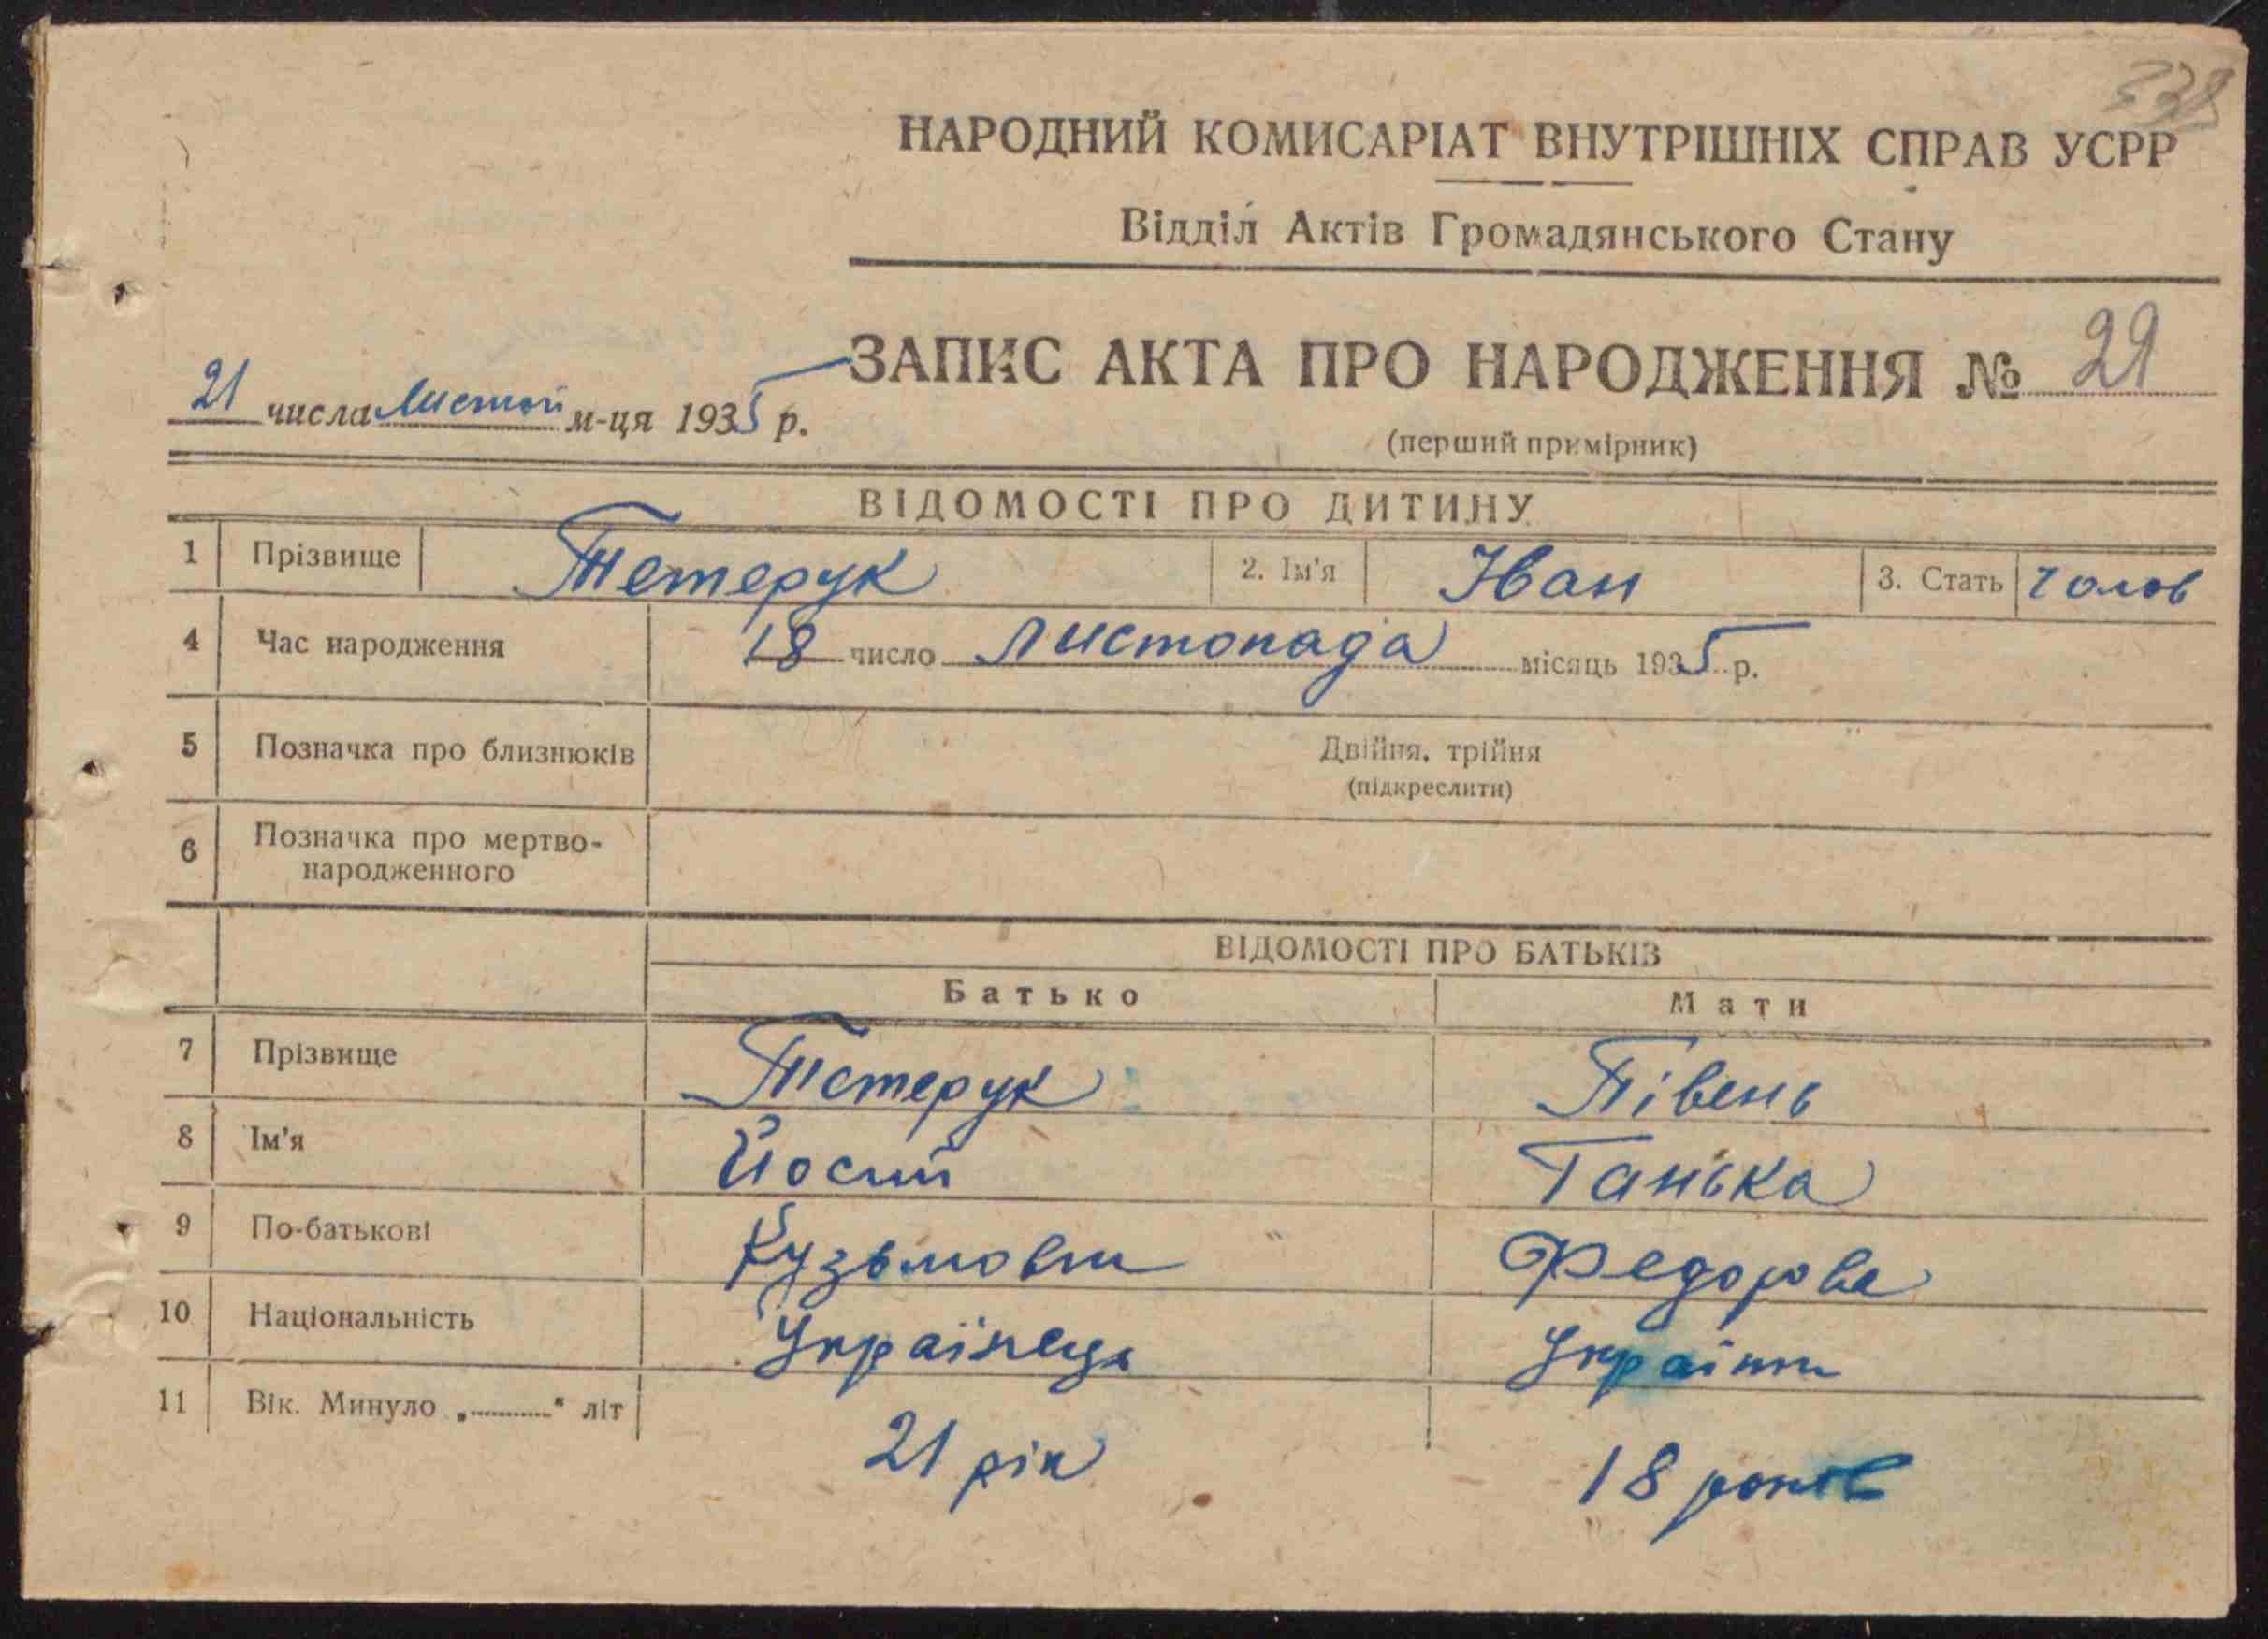 338
НАРОДНИЙ КОМИСАРІАТ ВНУТРІШНІХ СПРАВ УСРР
Відділ Актів Громадянського Стану
ЗАПИС АКТА ПРО НАРОДЖЕННЯ № 29
21 числа Листоп м-ця 1935 р.
(перший примірник)
ВІДОМОСТІ ПРО ДИТИНУ
1 Прізвище Тетерук 2. Ім'я Іван 3. Стать Чолов
4 Час народження 18 число Листопада місяць 1935 р.
5 Позначка про близнюків Двійня, трійня
(підкреслити)
6 Позначка про мертво-
народженного
ВІДОМОСТІ ПРО БАТЬКІВ
Батько Мати
7 Прізвище Тетерук Півень
8 Ім'я Йосип Ганька
9 По-батькові Кузьмови Федоров
10 Національність Українець Україн
11 Вік. Минуло „ " літ 21 рік 18 років